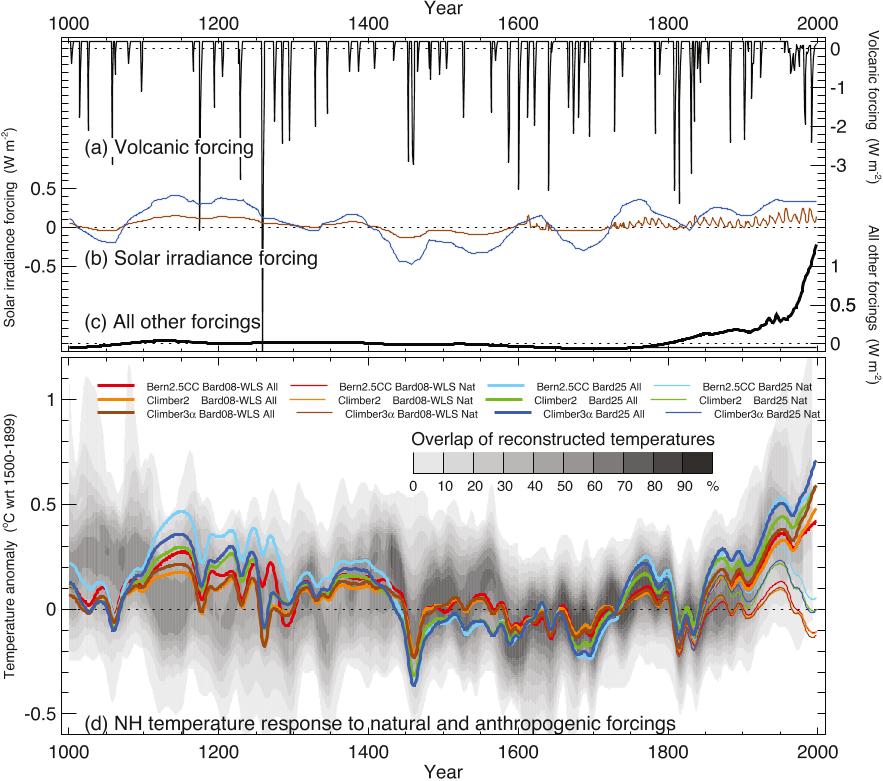 Year
1000 1200 1400 1600 1800 2000
0
-1
-2
-3
Volcanic forcing (W m-2)
(a) Volcanic forcing
0.5
0
-0.5
Solar irradiance forcing (W m-2)
(b) Solar irradiance forcing
1
0.5
0
All other forcings (W m-2)
(c) All other forcings
Bern2.5CC Bard08-WLS All Bern2.5CC Bard08-WLS Nat Bern2.5CC Bard25 All Bern2.5CC Bard25 Nat
Climber2 Bard08-WLS All Climber2 Bard08-WLS Nat Climber2 Bard25 All Climber2 Bard25 Nat
Climber3α Bard08-WLS All Climber3α Bard08-WLS Nat Climber3α Bard25 All Climber3α Bard25 Nat
Overlap of reconstructed temperatures
0 10 20 30 40 50 60 70 80 90 %
1
0.5
0
-0.5
Temperature anomaly (°C wrt 1500-1899)
(d) NH temperature response to natural and anthropogenic forcings
1000 1200 1400 1600 1800 2000
Year